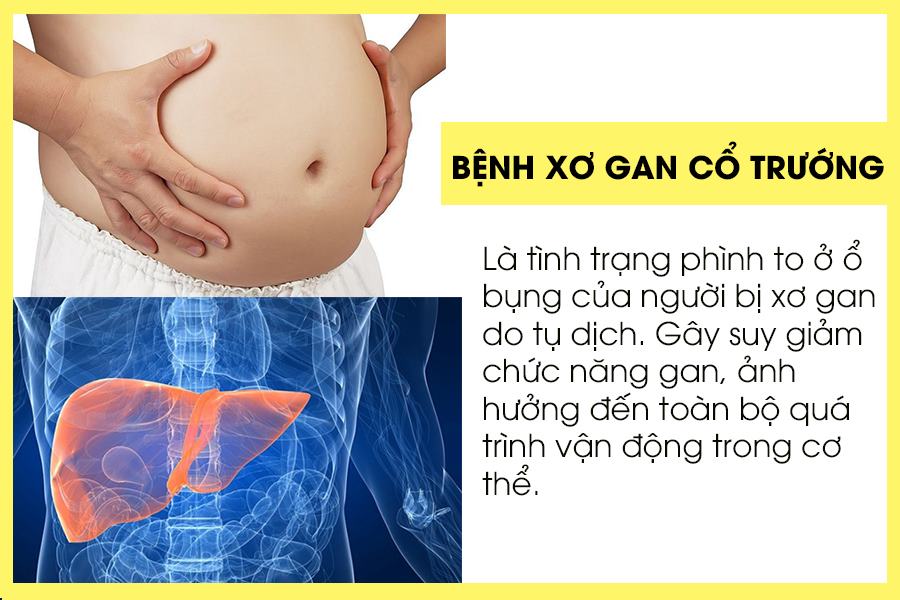 BỆNH XƠ GAN CỔ TRƯỚNG
Là tình trạng phình to ở ổ
bụng của người bị xơ gan
do tụ dịch. Gây suy giảm
chức năng gan, ảnh
hưởng đến toàn bộ quá
trình vận động trong cơ
thể.